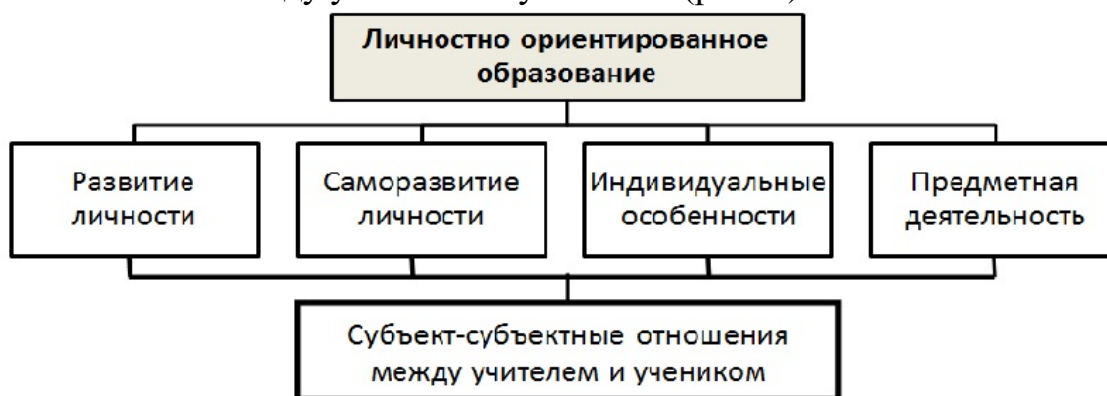 Личностно ориентированное
образование
Развитие
личности
Саморазвитие
личности
Индивидуальные
особенности
Предметная
деятельность
Субъект-субъектные отношения
между учителем и учеником